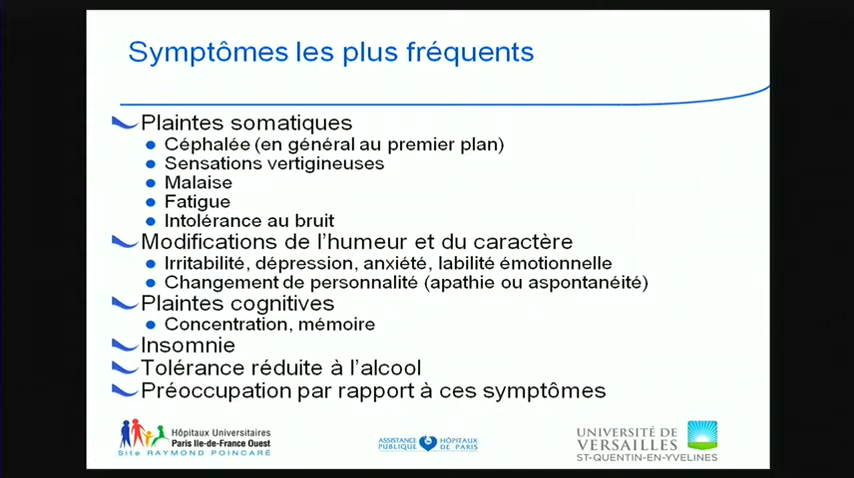 Symptômes les plus fréquents
Plaintes somatiques
Céphalée (en général au premier plan)
Sensations vertigineuses
Malaise
Fatigue
Intolérance au bruit
Modifications de l'humeur et du caractère
Irritabilité, dépression, anxiété, labilité émotionnelle
Changement de personnalité (apathie ou aspontanéité)
Plaintes cognitives
Concentration, mémoire
Insomnie
Tolérance réduite à l'alcool
Préoccupation par rapport à ces symptômes
Hôpitaux Universitaires
Paris Ile-de-France Ouest
Site RAYMOND POINCARÉ
ASSISTANCE PUBLIQUE
HÔPITAUX DE PARIS
UNIVERSITÉ DE
VERSAILLES
ST-QUENTIN-EN-YVELINES